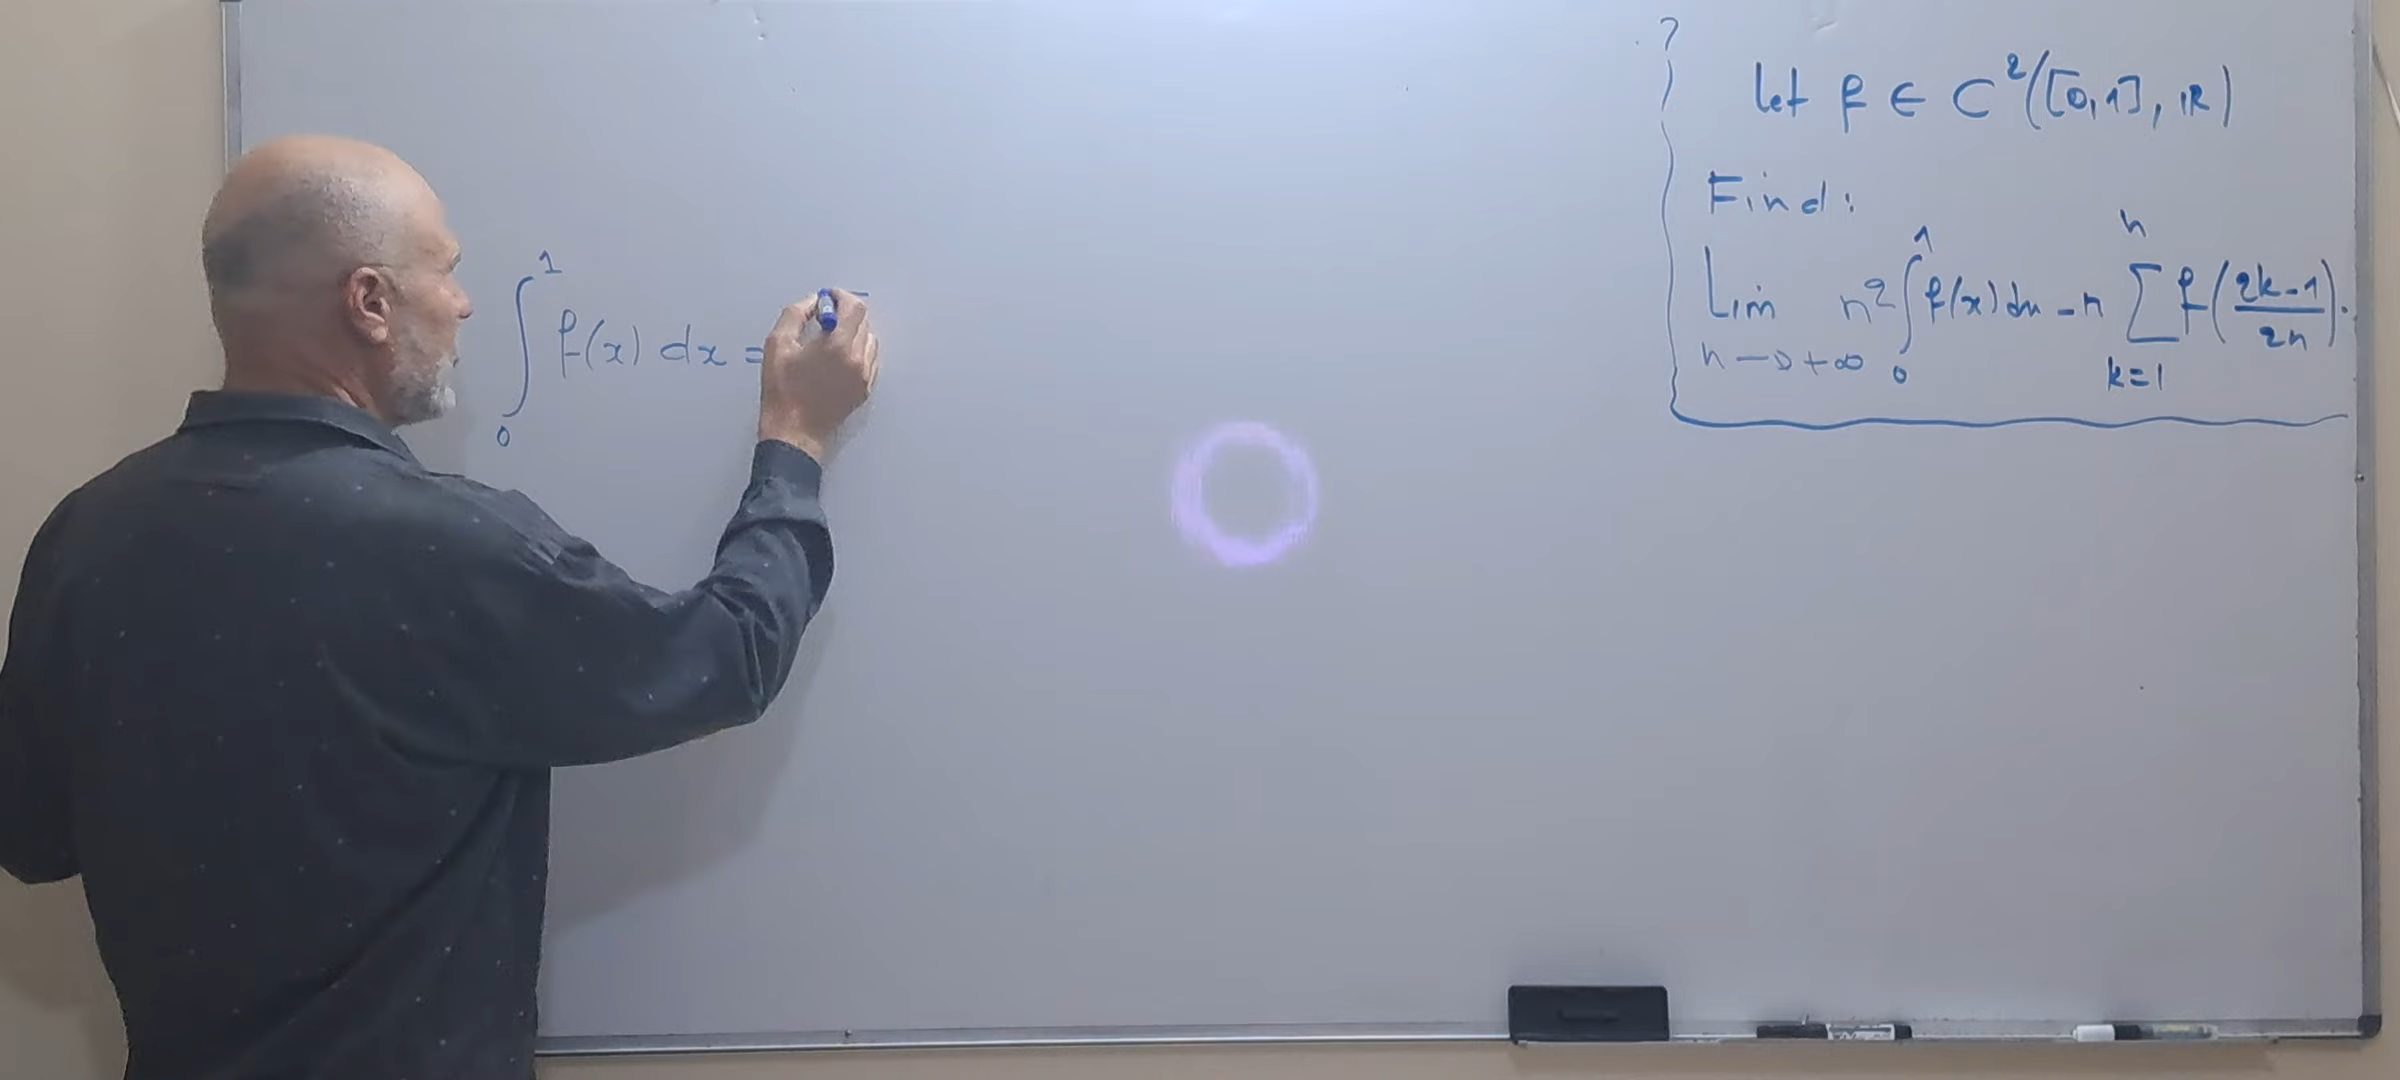 ∫₀¹ f(x) dx =
?
let f ∈ C²([0,1], ℝ)
Find:
Lim n→+∞ n² ∫₀¹ f(x) dx - n ∑ₖ₌₁ⁿ f((2k-1)/(2n)).